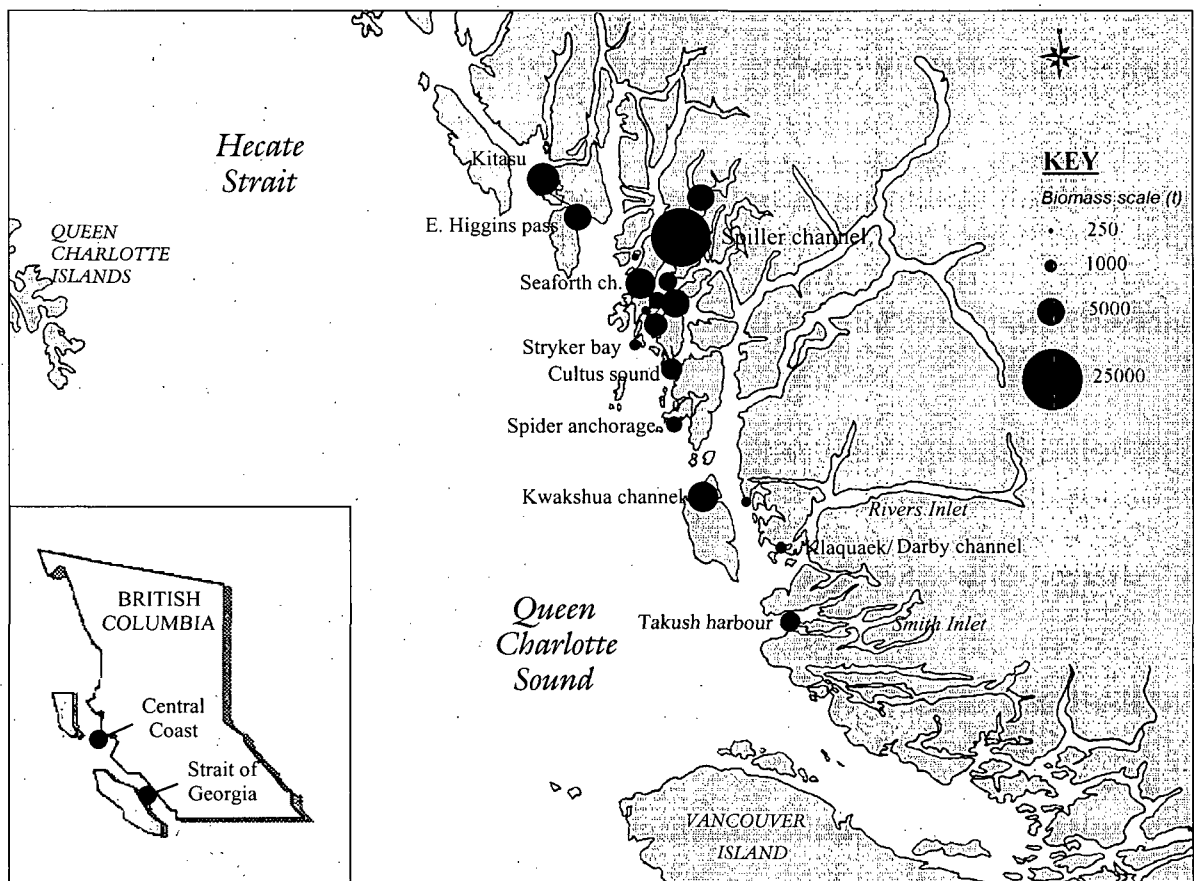 Hecate
Strait
QUEEN
CHARLOTTE
ISLANDS
Kitasu
E. Higgins pass
Spiller channel
Seaforth ch.
Stryker bay
Cultus sound
Spider anchorage
Kwakshua channel
Rivers Inlet
Klaquaek/ Darby channel
Takush harbour
Smith Inlet
Queen
Charlotte
Sound
VANCOUVER
ISLAND
KEY
Biomass scale (t)
250
1000
5000
25000
BRITISH
COLUMBIA
Central
Coast
Strait of
Georgia